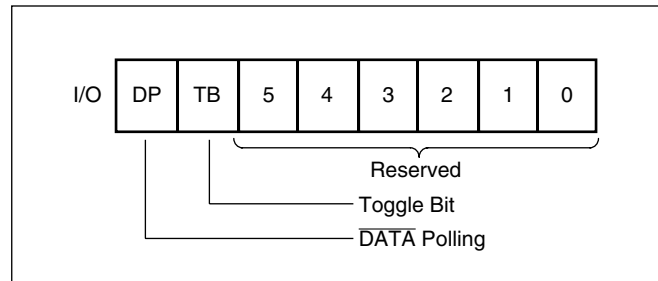 I/O DP TB 5 4 3 2 1 0
Reserved
Toggle Bit
DATA Polling